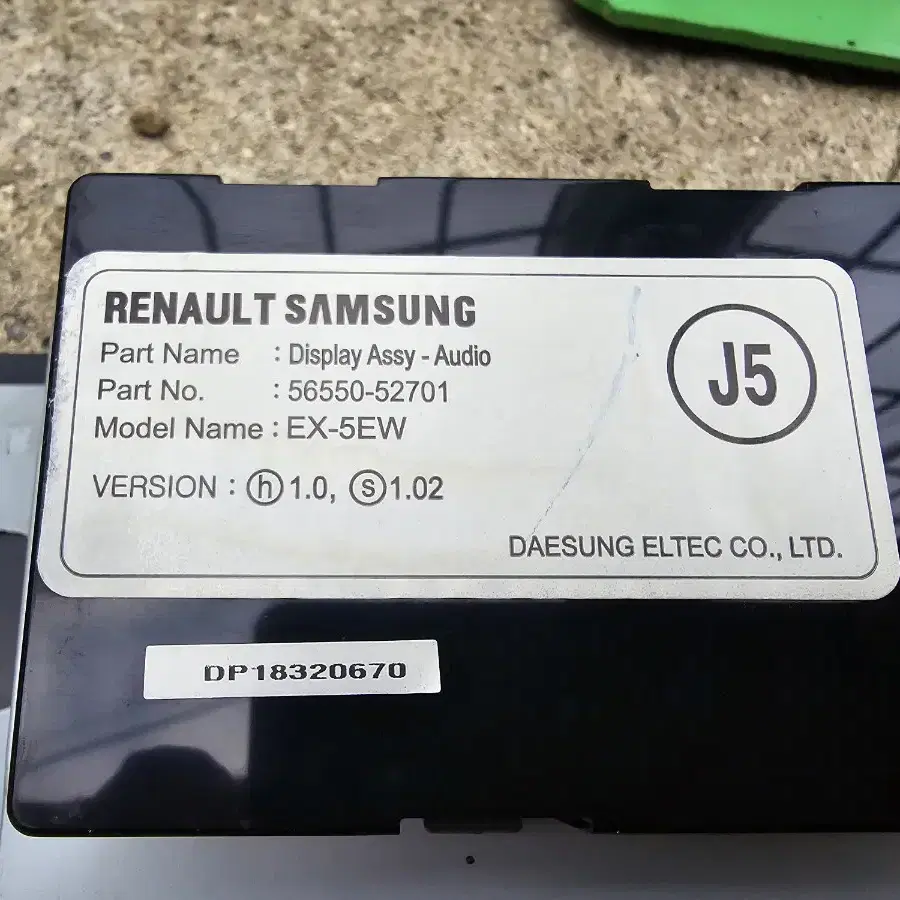 RENAULT SAMSUNG
Part Name : Display Assy - Audio
Part No. : 56550-52701
Model Name : EX-5EW
J5
VERSION : ⓗ 1.0, ⓢ 1.02
DAESUNG ELTEC CO., LTD.
DP18320670